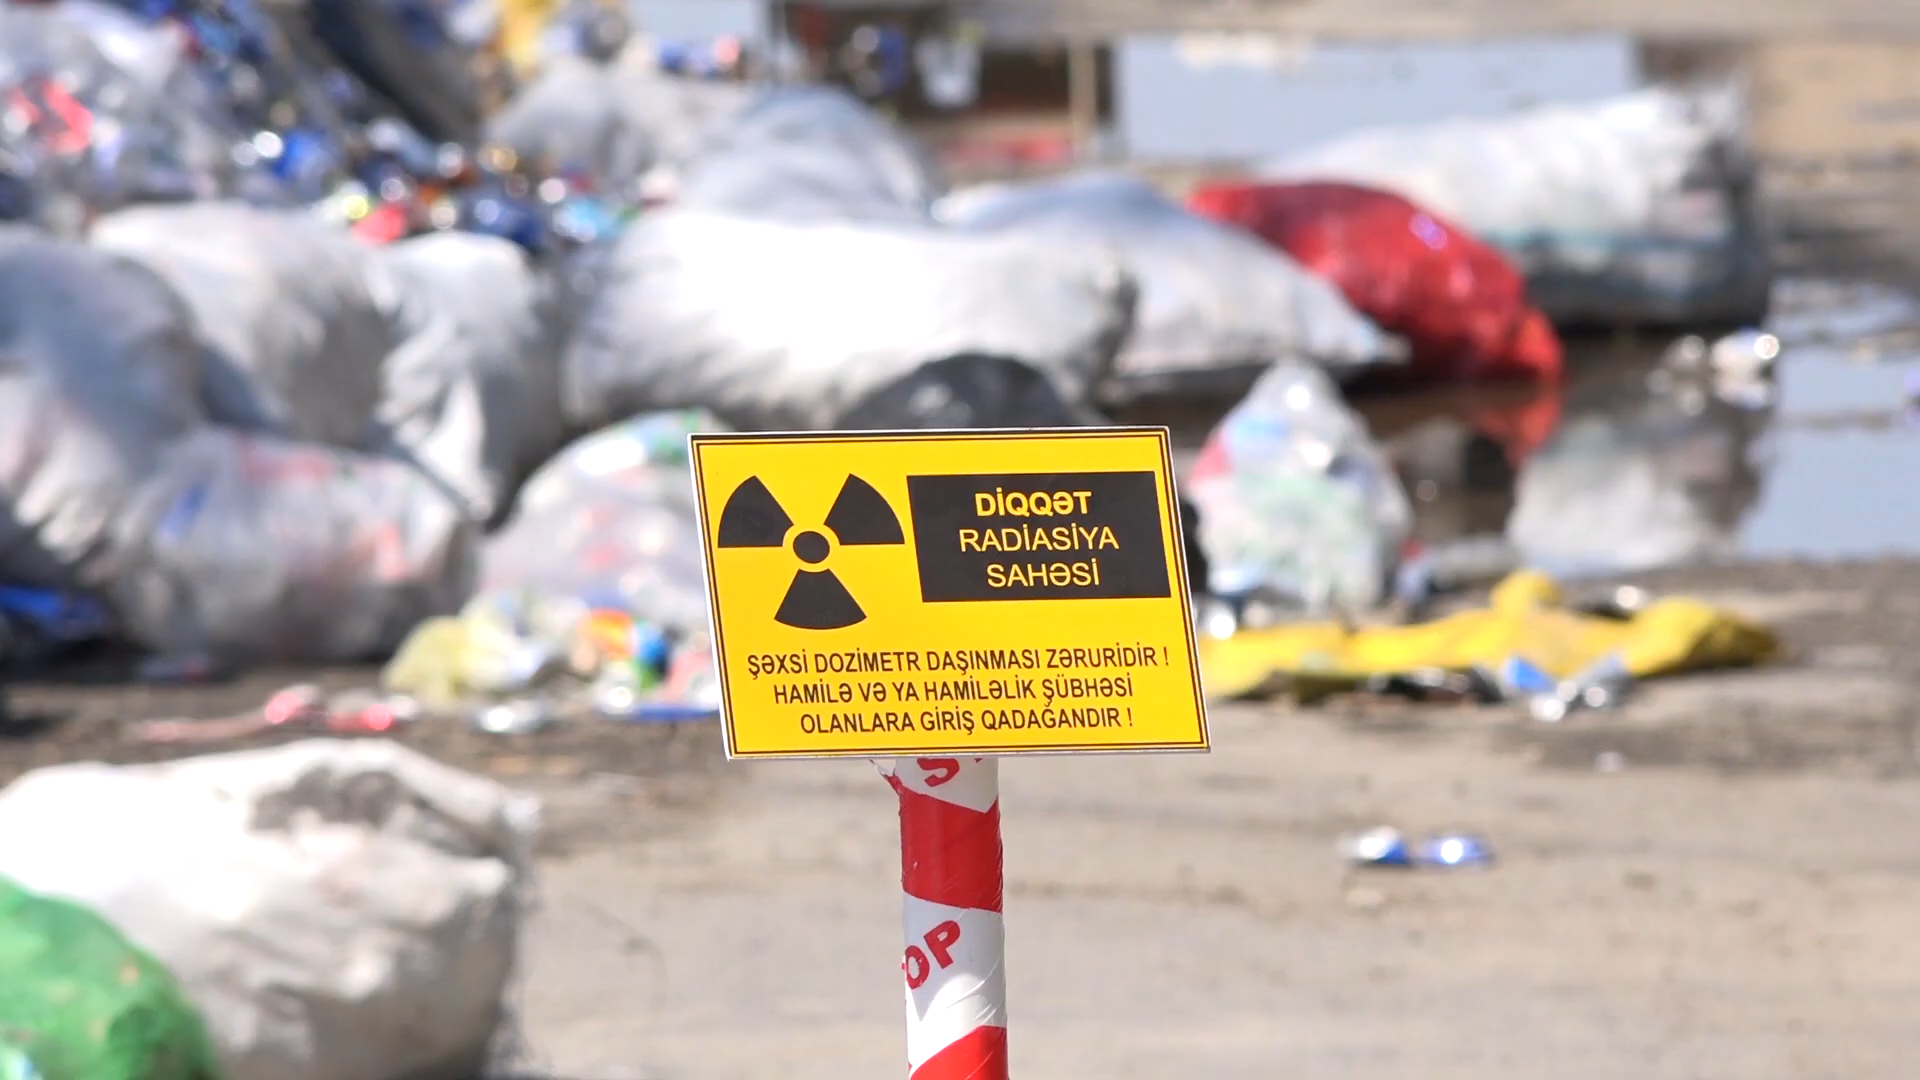 DİQQƏT
RADİASİYA
SAHƏSİ
ŞƏXSİ DOZİMETR DAŞINMASI ZƏRURİDİR !
HAMİLƏ VƏ YA HAMİLƏLİK ŞÜBHƏSİ
OLANLARA GİRİŞ QADAĞANDIR !